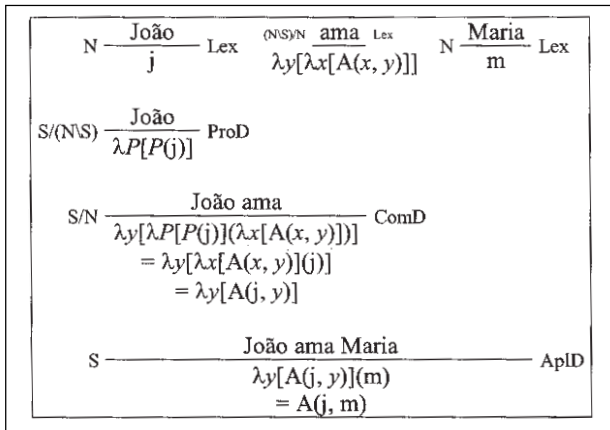 N João Lex (N\S)/N ama Lex N Maria Lex
j λy[λx[A(x, y)]] m
S/(N\S) João ProD
λP[P(j)]
S/N João ama ComD
λy[λP[P(j)](λx[A(x, y)])]
= λy[λx[A(x, y)](j)]
= λy[A(j, y)]
S João ama Maria AplD
λy[A(j, y)](m)
= A(j, m)